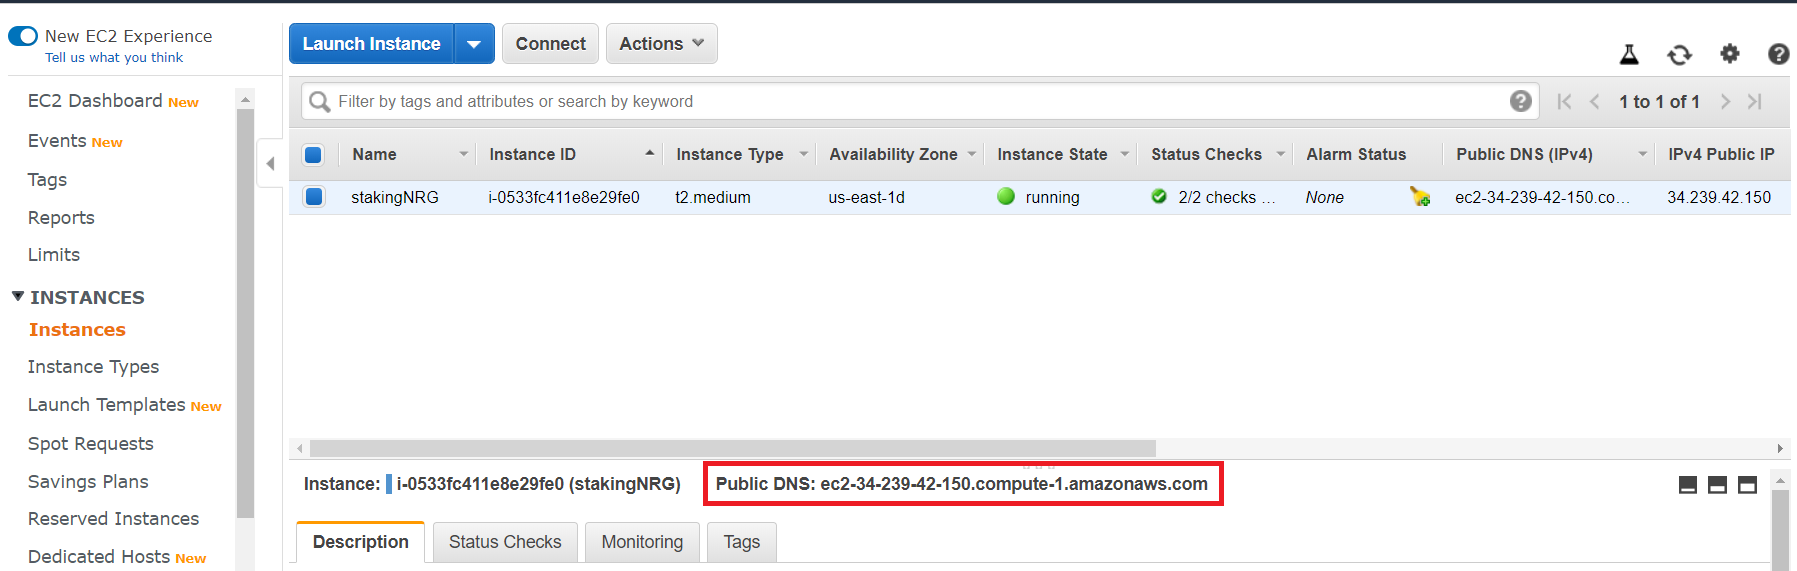 New EC2 Experience
Tell us what you think
EC2 Dashboard New
Events New
Tags
Reports
Limits
INSTANCES
Instances
Instance Types
Launch Templates New
Spot Requests
Savings Plans
Reserved Instances
Dedicated Hosts New
Launch Instance Connect Actions
Filter by tags and attributes or search by keyword 1 to 1 of 1
Name Instance ID Instance Type Availability Zone Instance State Status Checks Alarm Status Public DNS (IPv4) IPv4 Public IP
stakingNRG i-0533fc411e8e29fe0 t2.medium us-east-1d running 2/2 checks ... None ec2-34-239-42-150.co... 34.239.42.150
Instance: i-0533fc411e8e29fe0 (stakingNRG) Public DNS: ec2-34-239-42-150.compute-1.amazonaws.com
Description Status Checks Monitoring Tags